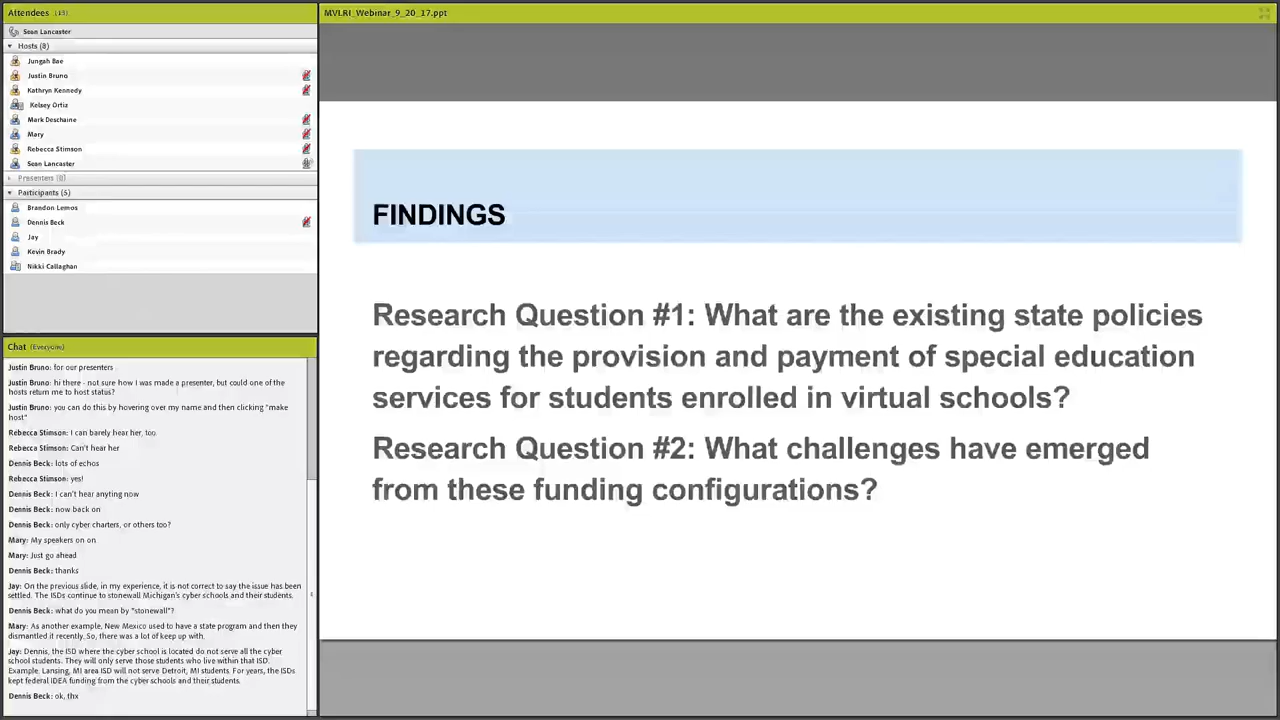 Attendees (13)
Sean Lancaster
Hosts (8)
Jungah Bae
Justin Bruno
Kathryn Kennedy
Kelsey Ortiz
Mark Deschaine
Mary
Rebecca Stimson
Sean Lancaster
Presenters (0)
Participants (5)
Brandon Lemos
Dennis Beck
Jay
Kevin Brady
Nikki Callaghan
Chat (Everyone)
Justin Bruno: for our presenters
Justin Bruno: hi there - not sure how I was made a presenter, but could one of the
hosts return me to host status?
Justin Bruno: you can do this by hovering over my name and then clicking "make
host"
Rebecca Stimson: I can barely hear her, too.
Rebecca Stimson: Can't hear her
Dennis Beck: lots of echos
Rebecca Stimson: yes!
Dennis Beck: I can't hear anyting now
Dennis Beck: now back on
Dennis Beck: only cyber charters, or others too?
Mary: My speakers on on
Mary: Just go ahead
Dennis Beck: thanks
Jay: On the previous slide, in my experience, it is not correct to say the issue has been
settled. The ISDs continue to stonewall Michigan's cyber schools and their students.
Dennis Beck: what do you mean by "stonewall"?
Mary: As another example, New Mexico used to have a state program and then they
dismantled it recently. So, there was a lot of keep up with.
Jay: Dennis, the ISD where the cyber school is located do not serve all the cyber
school students. They will only serve those students who live within that ISD.
Example. Lansing, MI area ISD will not serve Detroit, MI students. For years, the ISDs
kept federal IDEA funding from the cyber schools and their students.
Dennis Beck: ok, thx
MVLRI_Webinar_9_20_17.ppt
FINDINGS
Research Question #1: What are the existing state policies
regarding the provision and payment of special education
services for students enrolled in virtual schools?
Research Question #2: What challenges have emerged
from these funding configurations?